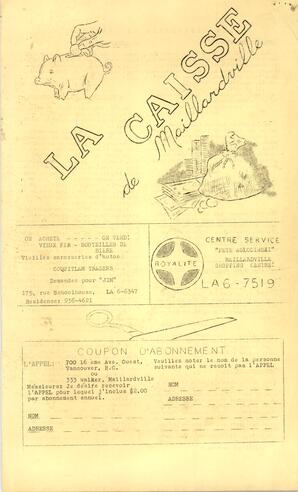 LA CAISSE
de Maillardville
ON ACHETE - - - - - ON VEND!
VIEUX FER - BOUTEILLES DE
BIERE
Vieilles accessoires d'autos.
COQUITLAM TRADERS
Demandez pour "JIM"
175, rue Schoolhouse, LA 6-6347
Residence: 936-4621
ROYALITE
CENTRE SERVICE
MAILLARDVILLE
SHOPPING CENTRE!
LA6-7519
COUPON D'ABONNEMENT
L'APPEL: 700 16 ème Ave. Ouest,
Vancouver, B.C.
ou
333 Walker, Maillardville
Messieurs: Je désire recevoir
l'APPEL pour lequel j'inclus $2.00
par abonnement annuel.
NOM
ADRESSE
Veuillez noter le nom de la personne
suivante qui ne reçoit pas l'APPEL
NOM
ADRESSE
NOM
ADRESSE